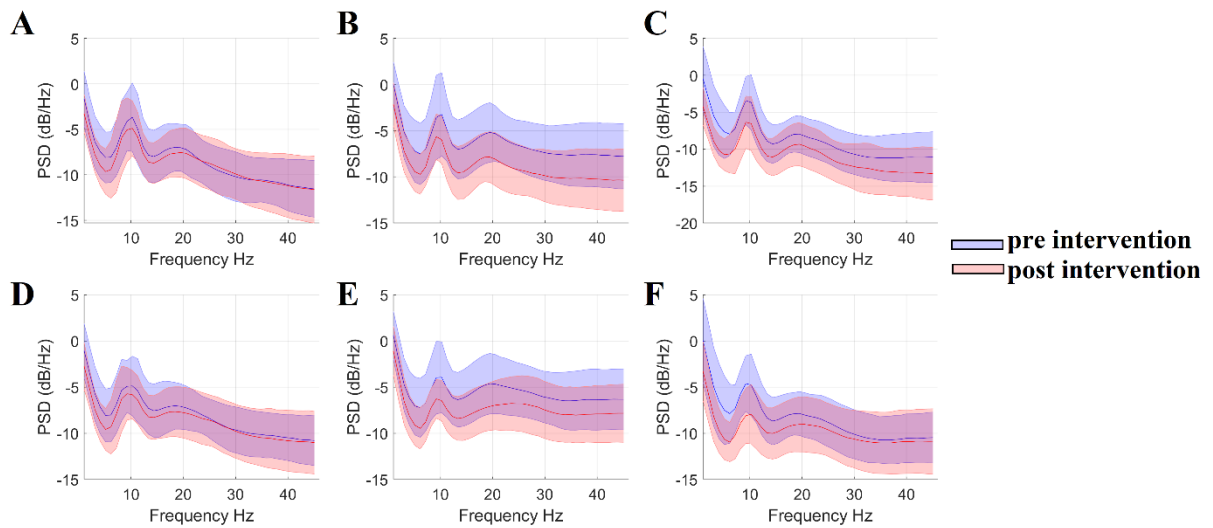 A
B
C
5
0
-5
-10
-15
PSD (dB/Hz)
10 20 30 40
Frequency Hz
5
0
-5
-10
-15
PSD (dB/Hz)
10 20 30 40
Frequency Hz
5
0
-5
-10
-15
-20
PSD (dB/Hz)
10 20 30 40
Frequency Hz
pre intervention
post intervention
D
E
F
5
0
-5
-10
-15
PSD (dB/Hz)
10 20 30 40
Frequency Hz
5
0
-5
-10
-15
PSD (dB/Hz)
10 20 30 40
Frequency Hz
5
0
-5
-10
-15
PSD (dB/Hz)
10 20 30 40
Frequency Hz